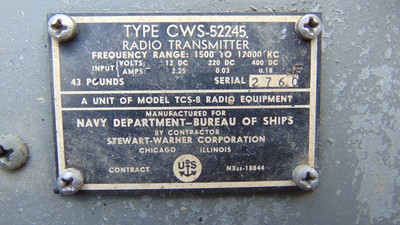 TYPE CWS-52245
RADIO TRANSMITTER
FREQUENCY RANGE: 1500 TO 12000 KC
INPUT VOLTS: 12 DC 220 DC 400 DC
AMPS: 2.25 0.03 0.18
43 POUNDS SERIAL 2760
A UNIT OF MODEL TCS-8 RADIO EQUIPMENT
MANUFACTURED FOR
NAVY DEPARTMENT-BUREAU OF SHIPS
BY CONTRACTOR
STEWART-WARNER CORPORATION
CHICAGO ILLINOIS
U S
CONTRACT NXss-18844